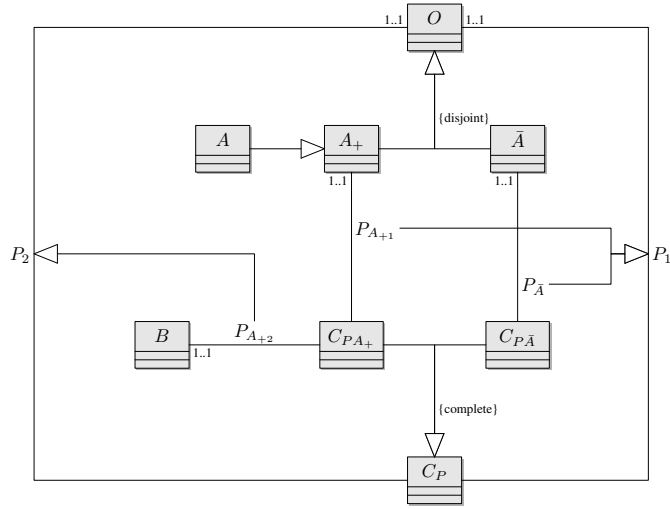 1..1 O 1..1
{disjoint}
A A₊ Ā
1..1 1..1
P_{A₊₁}
P₂ P₁
P_{Ā}
B P_{A₊₂} C_{PA₊} C_{PĀ}
1..1
{complete}
C_P